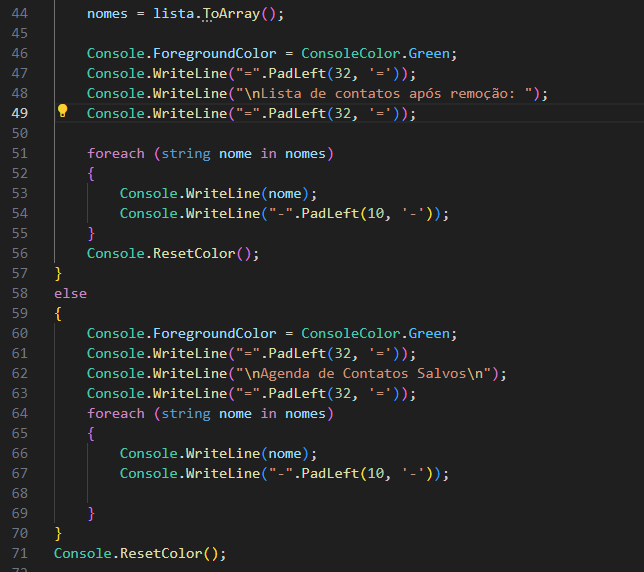 44 nomes = lista.ToArray();
45
46 Console.ForegroundColor = ConsoleColor.Green;
47 Console.WriteLine("=".PadLeft(32, '='));
48 Console.WriteLine("\nLista de contatos após remoção: ");
49 Console.WriteLine("=".PadLeft(32, '='));
50
51 foreach (string nome in nomes)
52 {
53 Console.WriteLine(nome);
54 Console.WriteLine("-".PadLeft(10, '-'));
55 }
56 Console.ResetColor();
57 }
58 else
59 {
60 Console.ForegroundColor = ConsoleColor.Green;
61 Console.WriteLine("=".PadLeft(32, '='));
62 Console.WriteLine("\nAgenda de Contatos Salvos\n");
63 Console.WriteLine("=".PadLeft(32, '='));
64 foreach (string nome in nomes)
65 {
66 Console.WriteLine(nome);
67 Console.WriteLine("-".PadLeft(10, '-'));
68
69 }
70 }
71 Console.ResetColor();